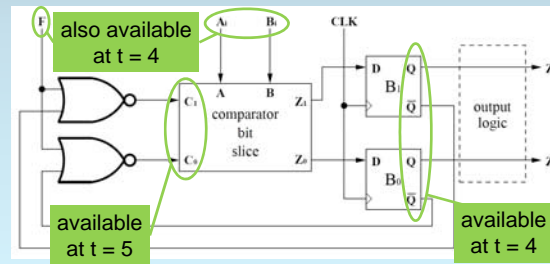 F
also available
at t = 4
Ai
Bi
CLK
A
B
C1
Z1
comparator
bit
slice
C0
Z0
D
Q
B1
Q
D
Q
B0
Q
output
logic
Z
Z
available
at t = 5
available
at t = 4